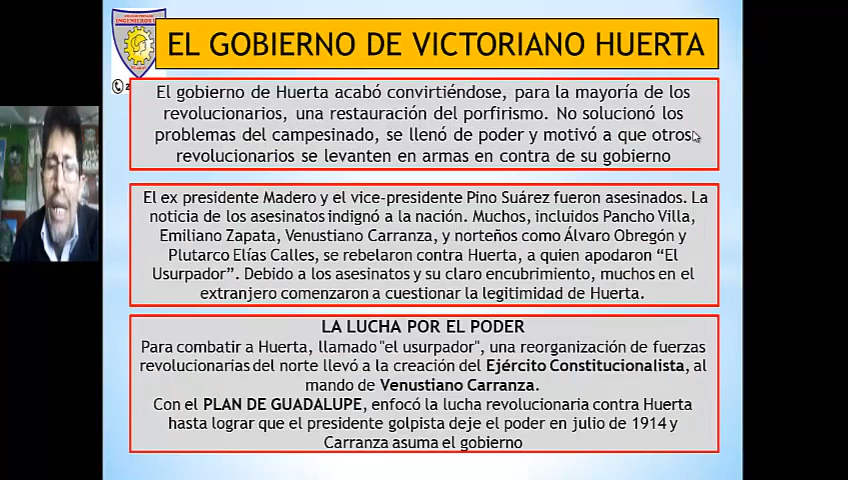 INGENIEROS
EL GOBIERNO DE VICTORIANO HUERTA
El gobierno de Huerta acabó convirtiéndose, para la mayoría de los
revolucionarios, una restauración del porfirismo. No solucionó los
problemas del campesinado, se llenó de poder y motivó a que otros
revolucionarios se levanten en armas en contra de su gobierno
El ex presidente Madero y el vice-presidente Pino Suárez fueron asesinados. La
noticia de los asesinatos indignó a la nación. Muchos, incluidos Pancho Villa,
Emiliano Zapata, Venustiano Carranza, y norteños como Álvaro Obregón y
Plutarco Elías Calles, se rebelaron contra Huerta, a quien apodaron “El
Usurpador”. Debido a los asesinatos y su claro encubrimiento, muchos en el
extranjero comenzaron a cuestionar la legitimidad de Huerta.
LA LUCHA POR EL PODER
Para combatir a Huerta, llamado "el usurpador", una reorganización de fuerzas
revolucionarias del norte llevó a la creación del Ejército Constitucionalista, al
mando de Venustiano Carranza.
Con el PLAN DE GUADALUPE, enfocó la lucha revolucionaria contra Huerta
hasta lograr que el presidente golpista deje el poder en julio de 1914 y
Carranza asuma el gobierno